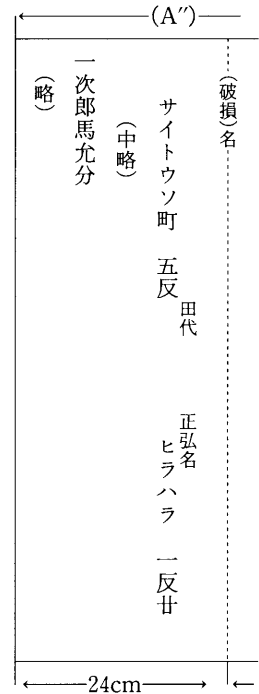 (A″)
(破損)名
サイトウソ町 五反 田代 正弘名 ヒラハラ 一反廿
(中略)
一次郎馬允分
(略)
24cm